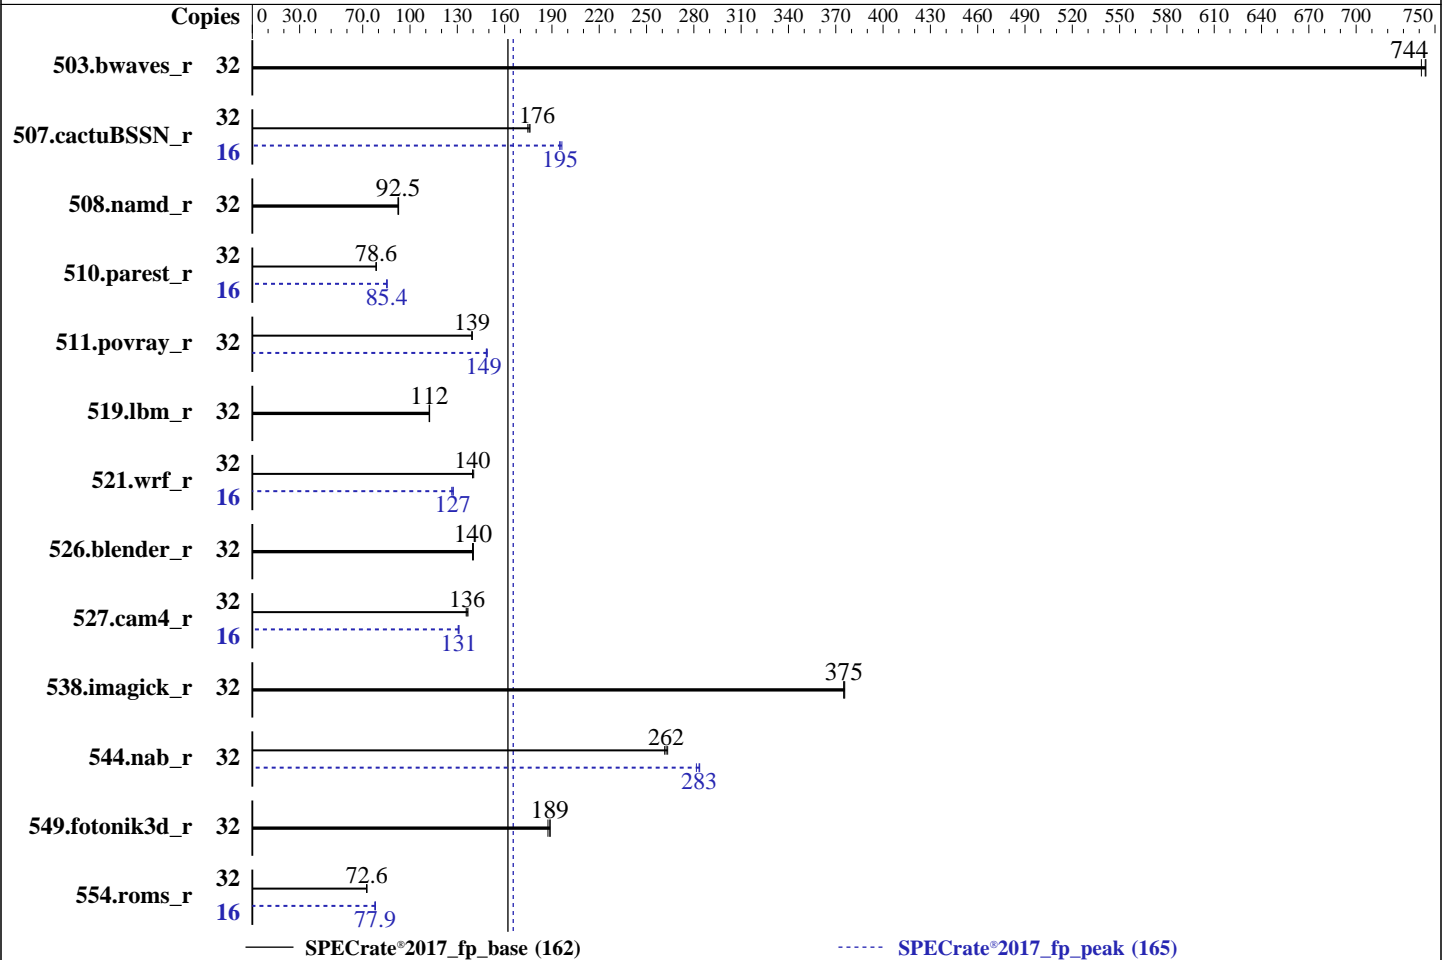 Copies 0 30.0 70.0 100 130 160 190 220 250 280 310 340 370 400 430 460 490 520 550 580 610 640 670 700 750
503.bwaves_r 32 744
507.cactuBSSN_r 32 176
16 195
508.namd_r 32 92.5
510.parest_r 32 78.6
16 85.4
511.povray_r 32 139
149
519.lbm_r 32 112
521.wrf_r 32 140
16 127
526.blender_r 32 140
527.cam4_r 32 136
16 131
538.imagick_r 32 375
544.nab_r 32 262
283
549.fotonik3d_r 32 189
554.roms_r 32 72.6
16 77.9
SPECrate®2017_fp_base (162) SPECrate®2017_fp_peak (165)